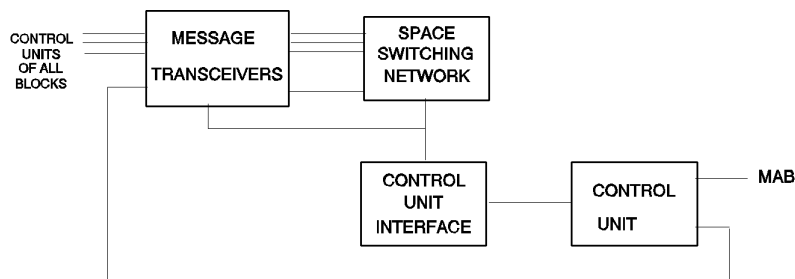 CONTROL
UNITS
OF ALL
BLOCKS
MESSAGE
TRANSCEIVERS
SPACE
SWITCHING
NETWORK
CONTROL
UNIT
INTERFACE
CONTROL
UNIT
MAB